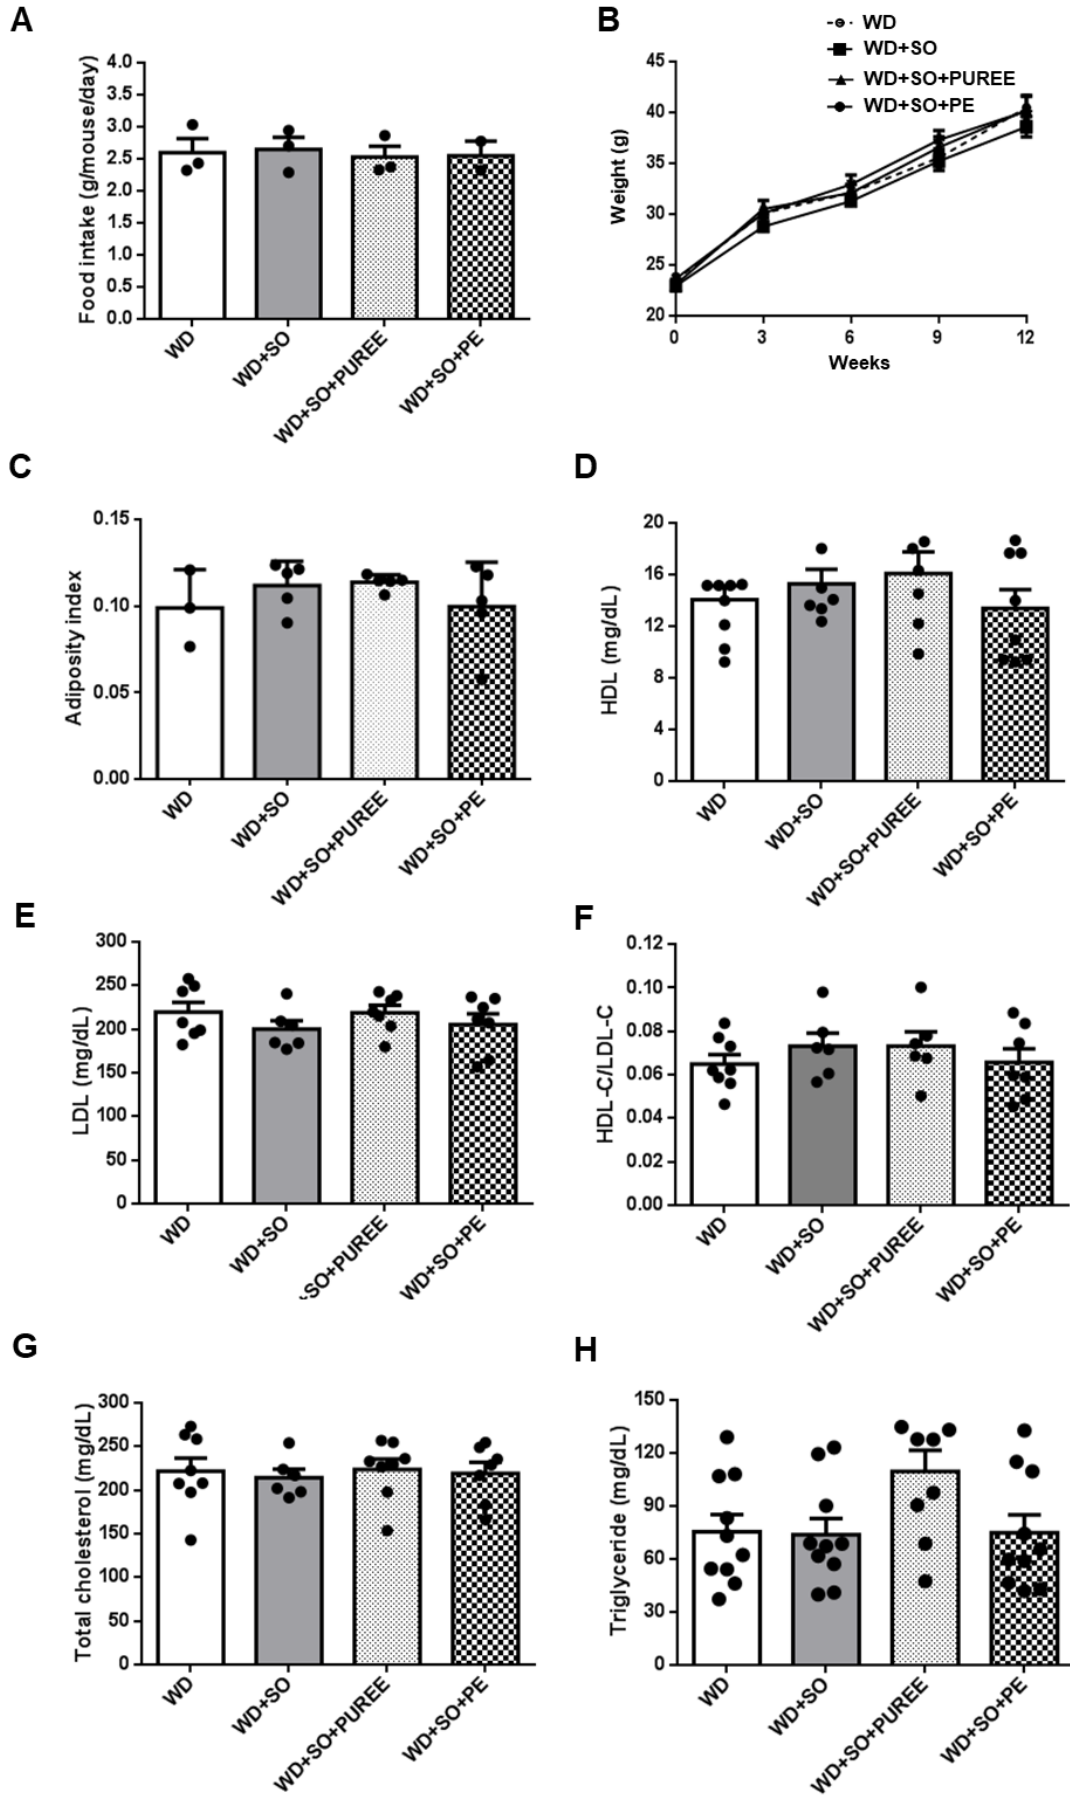 A
Food intake (g/mouse/day)
4.0
3.5
3.0
2.5
2.0
1.5
1.0
0.5
0.0
WD
WD+SO
WD+SO+PUREE
WD+SO+PE
B
WD
WD+SO
WD+SO+PUREE
WD+SO+PE
Weight (g)
45
40
35
30
25
20
0 3 6 9 12
Weeks
C
Adiposity index
0.15
0.10
0.05
0.00
WD
WD+SO
WD+SO+PUREE
WD+SO+PE
D
HDL (mg/dL)
20
16
12
8
4
0
WD
WD+SO
WD+SO+PUREE
WD+SO+PE
E
LDL (mg/dL)
300
250
200
150
100
50
0
WD
WD+SO
+SO+PUREE
WD+SO+PE
F
HDL-C/LDL-C
0.12
0.10
0.08
0.06
0.04
0.02
0.00
WD
WD+SO
WD+SO+PUREE
WD+SO+PE
G
Total cholesterol (mg/dL)
300
250
200
150
100
50
0
WD
WD+SO
WD+SO+PUREE
WD+SO+PE
H
Triglyceride (mg/dL)
150
120
90
60
30
0
WD
WD+SO
WD+SO+PUREE
WD+SO+PE